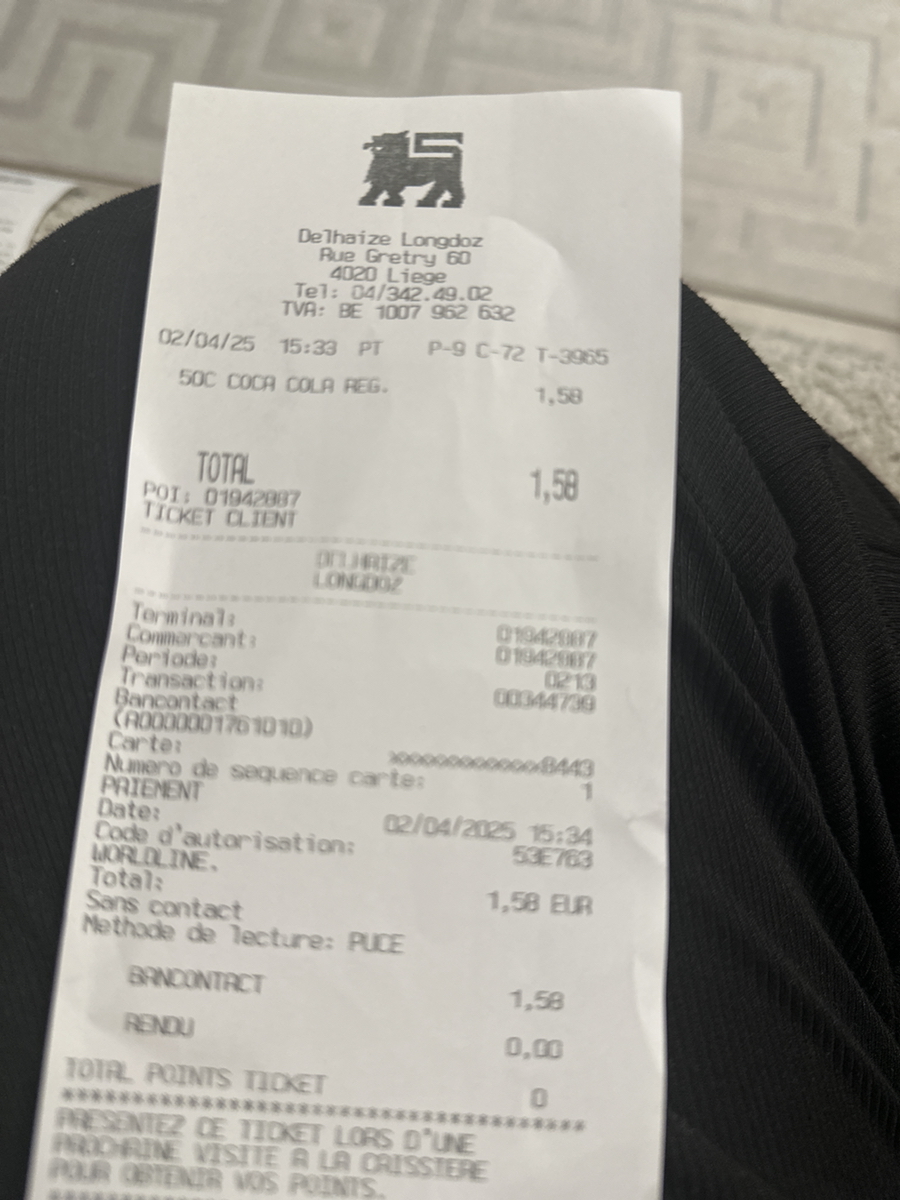 Delhaize Longdoz
Rue Gretry 60
4020 Liege
Tel: 04/342.49.02
TVA: BE 1007 962 632
02/04/25 15:33 PT P-9 C-72 T-3965
50C COCA COLA REG. 1,58
TOTAL 1,58
POI: 01942887
TICKET CLIENT
DELHAIZE
LONGDOZ
Terminal: 01942887
Commercant: 01942887
Periode: 0213
Transaction: 00344739
Bancontact
(A0000001761010)
Carte: xxxxxxxxxxxxx8443
Numero de sequence carte: 1
PAIEMENT
Date: 02/04/2025 15:34
Code d'autorisation: 53E763
WORLDLINE.
Total: 1,58 EUR
Sans contact
Methode de lecture: PUCE
BANCONTACT 1,58
RENDU 0,00
TOTAL POINTS TICKET 0
****************************************
PRESENTEZ CE TICKET LORS D'UNE
PROCHAINE VISITE A LA CAISSIERE
POUR OBTENIR VOS POINTS.